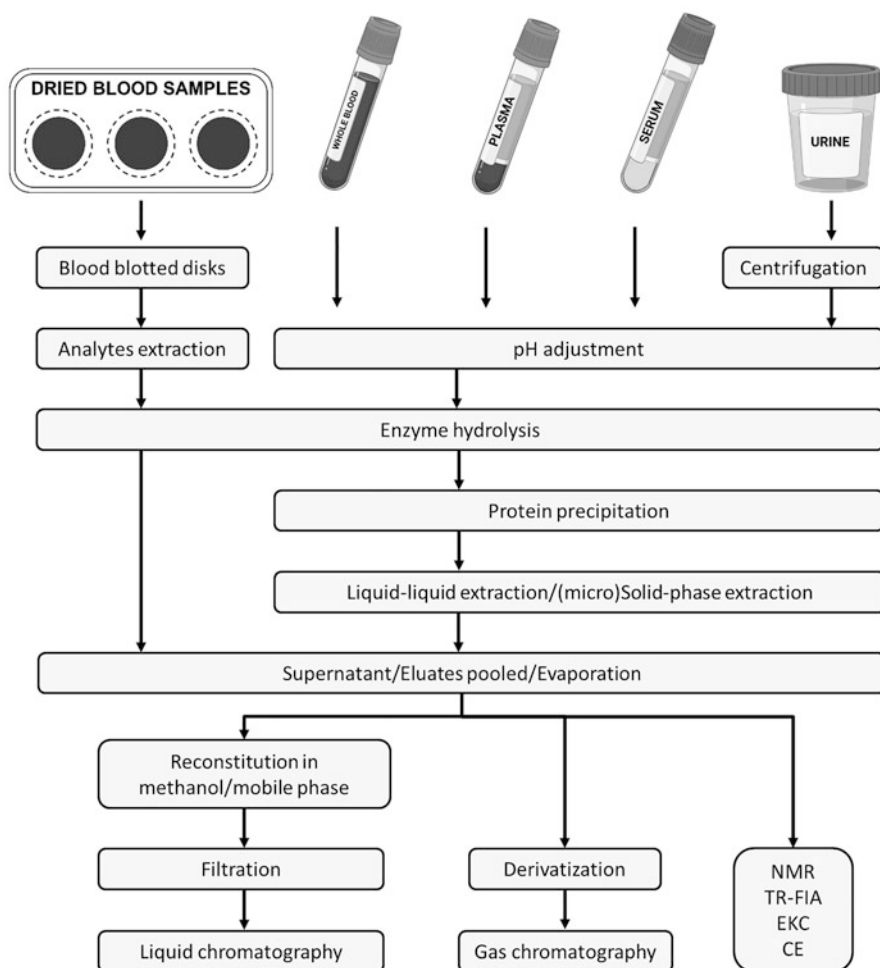 DRIED BLOOD SAMPLES
WHOLE BLOOD
PLASMA
SERUM
URINE
Blood blotted disks
Centrifugation
Analytes extraction
pH adjustment
Enzyme hydrolysis
Protein precipitation
Liquid-liquid extraction/(micro)Solid-phase extraction
Supernatant/Eluates pooled/Evaporation
Reconstitution in
methanol/mobile phase
Filtration
Derivatization
NMR
TR-FIA
EKC
CE
Liquid chromatography
Gas chromatography